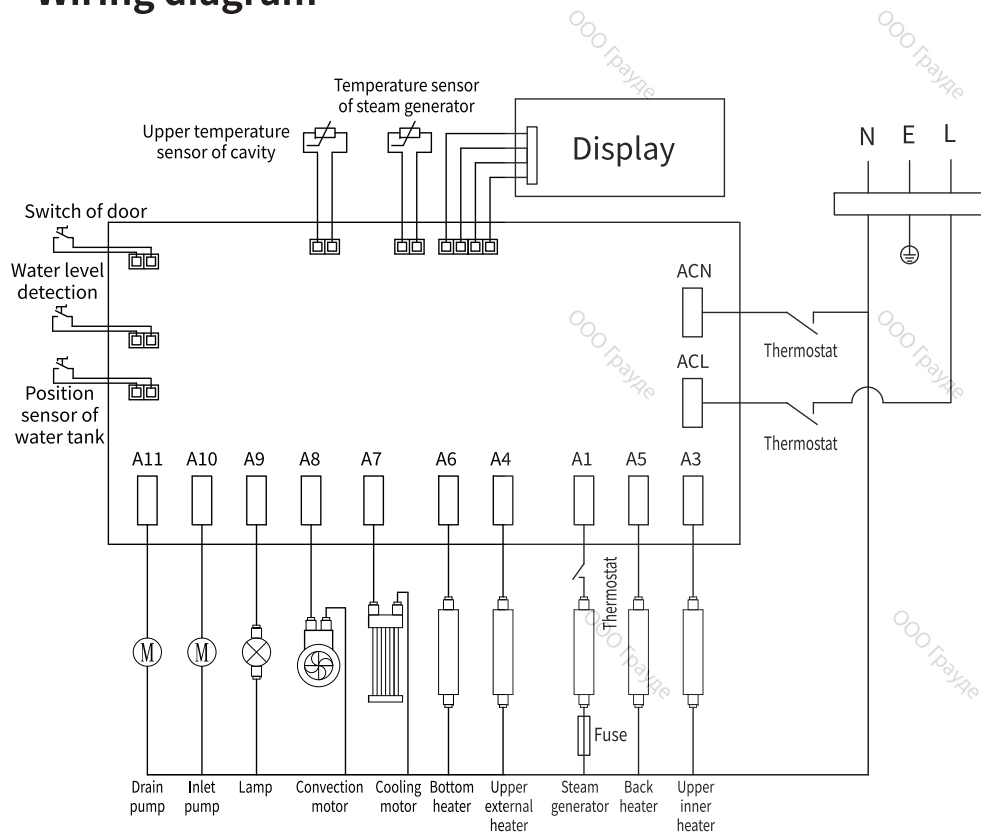 Wiring diagram
Temperature sensor
of steam generator
Upper temperature
sensor of cavity
Display
N E L
Switch of door
Water level
detection
Position
sensor of
water tank
ACN
Thermostat
ACL
Thermostat
A11 A10 A9 A8 A7 A6 A4 A1 A5 A3
Thermostat
M M
Fuse
Drain
pump
Inlet
pump
Lamp
Convection
motor
Cooling
motor
Bottom
heater
Upper
external
heater
Steam
generator
Back
heater
Upper
inner
heater
ООО Грауде
ООО Грауде
ООО Грауде
ООО Грауде
ООО Грауде
ООО Грауде